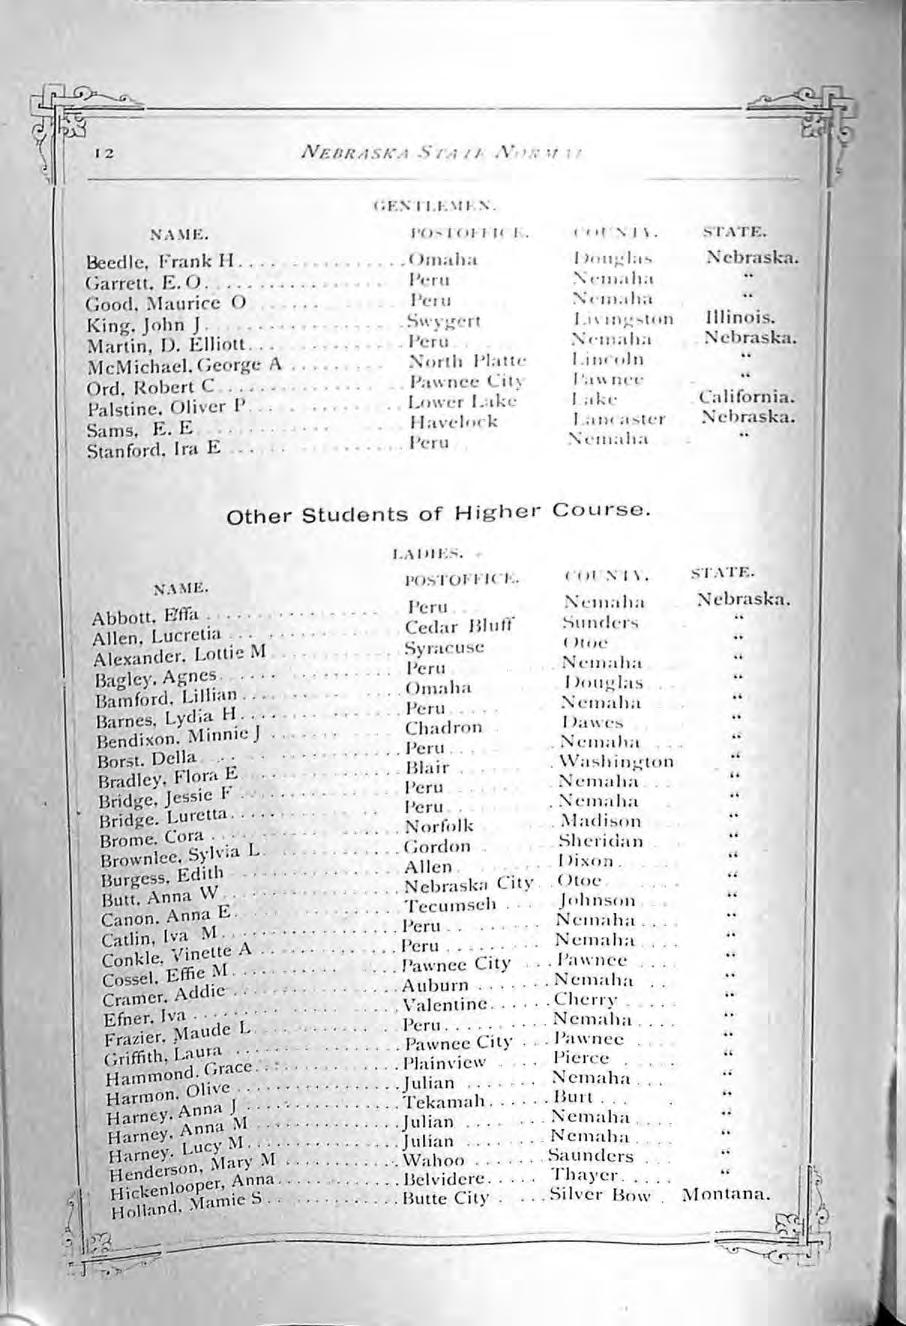 12 NEBRASKA STATE NORMAL
GENTLEMEN.
NAME. POSTOFFICE. COUNTY. STATE.
Beedle, Frank H. . . . . . . . . . . . Omaha Douglas Nebraska.
Garrett, E. O. . . . . . . . . . . . Peru Nemaha “
Good, Maurice O . . . . . . Peru Nemaha “
King, John J. . . . . . . . . . . Swygert Livingston Illinois.
Martin, D. Elliott. . . . . . . . . Peru Nemaha Nebraska.
McMichael, George A . . . . . . . . North Platte Lincoln “
Ord, Robert C . . . . . . . . . . Pawnee City Pawnee “
Palstine, Oliver P. . . . . . . . . . Lower Lake Lake California.
Sams, E. E . . . . . . . . . . Havelock Lancaster Nebraska.
Stanford, Ira E . . . . . . . . . . Peru Nemaha “
Other Students of Higher Course.
LADIES.
NAME. POSTOFFICE. COUNTY. STATE.
Abbott, Effa . . . . . . . . . . Peru Nemaha Nebraska.
Allen, Lucretia . . . . . . . . . . Cedar Bluff Sunders “
Alexander, Lottie M . . . . . . . . Syracuse Otoe “
Bagley, Agnes . . . . . . . . . . Peru Nemaha “
Bamford, Lillian . . . . . . . . . . Omaha Douglas “
Barnes, Lydia H. . . . . . . . . . . Peru Nemaha “
Bendixon, Minnie J . . . . . . . . Chadron Dawes “
Borst, Della . . . . . . . . . . Peru Nemaha “
Bradley, Flora E . . . . . . . . . . Blair Washington “
Bridge, Jessie F . . . . . . . . . . Peru Nemaha “
Bridge, Luretta . . . . . . . . . . Peru Nemaha “
Brome, Cora . . . . . . . . . . Norfolk Madison “
Brownlee, Sylvia L. . . . . . . . . . Gordon Sheridan “
Burgess, Edith . . . . . . . . . . Allen Dixon “
Butt, Anna W . . . . . . . . . . Nebraska City Otoe “
Canon, Anna E. . . . . . . . . . . Tecumseh Johnson “
Catlin, Iva M . . . . . . . . . . Peru Nemaha “
Conkle, Vinette A . . . . . . . . . . Peru Nemaha “
Cossel, Effie M . . . . . . . . . . Pawnee City Pawnee “
Cramer, Addie . . . . . . . . . . Auburn Nemaha “
Efner, Iva . . . . . . . . . . Valentine Cherry “
Frazier, Maude L. . . . . . . . . . Peru Nemaha “
Griffith, Laura . . . . . . . . . . Pawnee City Pawnee “
Hammond, Grace . . . . . . . . . . Plainview Pierce “
Harmon, Olive . . . . . . . . . . Julian Nemaha “
Harney, Anna J . . . . . . . . . . Tekamah Burt “
Harney, Anna M . . . . . . . . . . Julian Nemaha “
Harney, Lucy M . . . . . . . . . . Julian Nemaha “
Henderson, Mary M . . . . . . . . . . Wahoo Saunders “
Hickenlooper, Anna . . . . . . . . . . Belvidere Thayer “
Holland, Mamie S . . . . . . . . . . Butte City Silver Bow Montana.